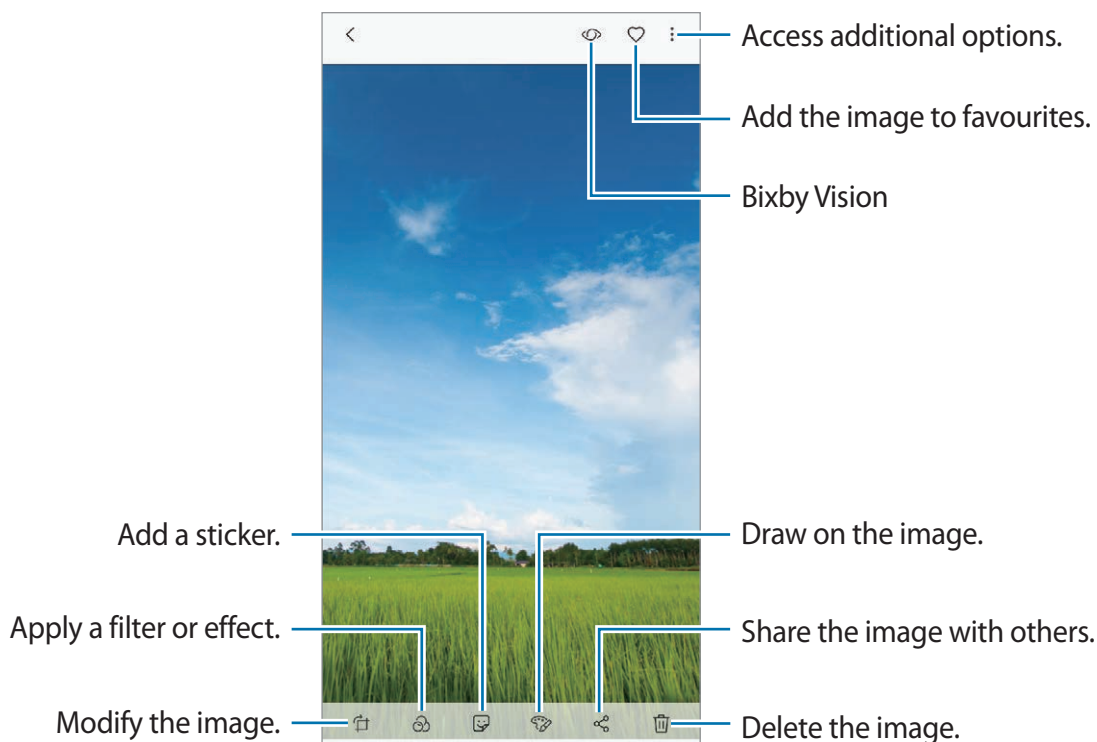 Access additional options.
Add the image to favourites.
Bixby Vision
Add a sticker.
Draw on the image.
Apply a filter or effect.
Share the image with others.
Modify the image.
Delete the image.